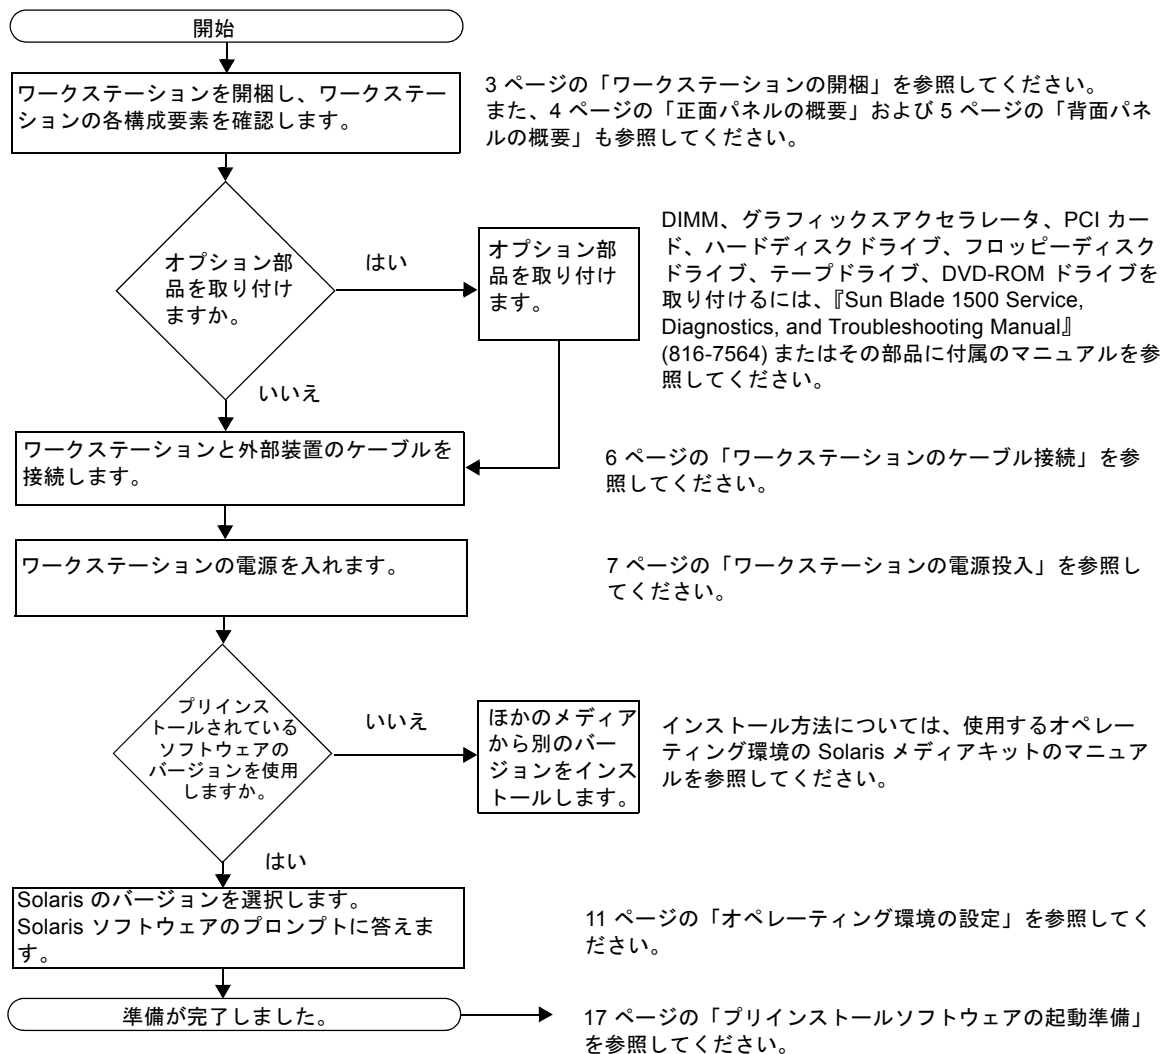 開始
ワークステーションを開梱し、ワークステー
ションの各構成要素を確認します。
3 ページの「ワークステーションの開梱」を参照してください。
また、4 ページの「正面パネルの概要」および 5 ページの「背面パネ
ルの概要」も参照してください。
オプション部
品を取り付け
ますか。
はい
オプション部
品を取り付け
ます。
DIMM、グラフィックスアクセラレータ、PCI カー
ド、ハードディスクドライブ、フロッピーディスク
ドライブ、テープドライブ、DVD-ROM ドライブを
取り付けるには、『Sun Blade 1500 Service,
Diagnostics, and Troubleshooting Manual』
(816-7564) またはその部品に付属のマニュアルを参
照してください。
いいえ
ワークステーションと外部装置のケーブルを
接続します。
6 ページの「ワークステーションのケーブル接続」を参
照してください。
ワークステーションの電源を入れます。
7 ページの「ワークステーションの電源投入」を参照し
てください。
プリインス
トールされている
ソフトウェアの
バージョンを使用
しますか。
いいえ
ほかのメディア
から別のバー
ジョンをインス
トールします。
インストール方法については、使用するオペレー
ティング環境の Solaris メディアキットのマニュア
ルを参照してください。
はい
Solaris のバージョンを選択します。
Solaris ソフトウェアのプロンプトに答えま
す。
11 ページの「オペレーティング環境の設定」を参照してく
ださい。
準備が完了しました。
17 ページの「プリインストールソフトウェアの起動準備」
を参照してください。